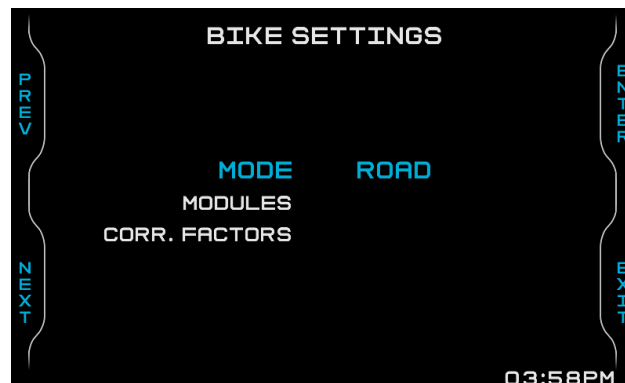 BIKE SETTINGS
PREV
ENTER
MODE ROAD
MODULES
CORR. FACTORS
NEXT
EXIT
03:58PM